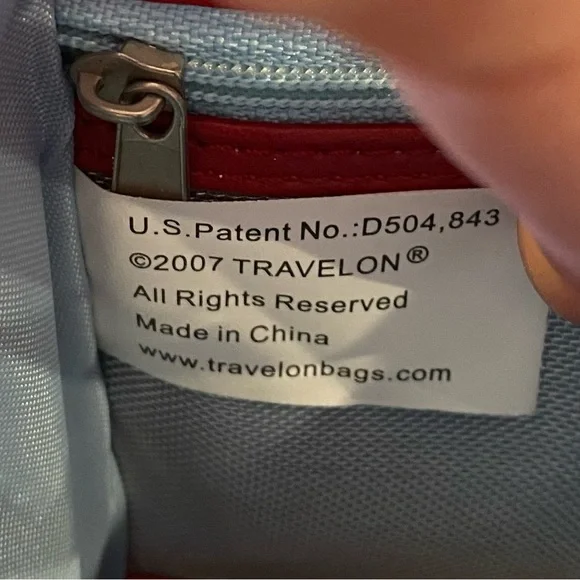 U.S.Patent No.:D504,843
©2007 TRAVELON®
All Rights Reserved
Made in China
www.travelonbags.com